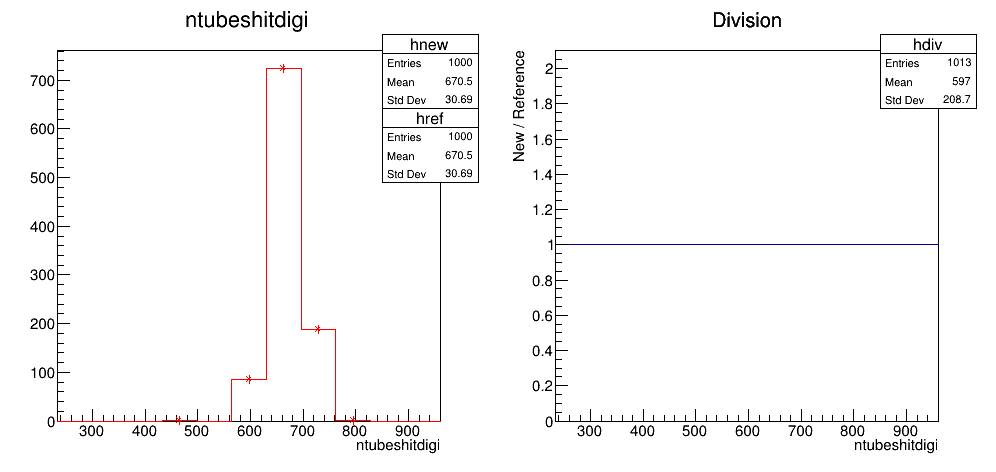 ntubeshitdigi
hnew
Entries 1000
Mean 670.5
Std Dev 30.69
href
Entries 1000
Mean 670.5
Std Dev 30.69
700
600
500
400
300
200
100
0
300 400 500 600 700 800 900
ntubeshitdigi
Division
hdiv
Entries 1013
Mean 597
Std Dev 208.7
New / Reference
2
1.8
1.6
1.4
1.2
1
0.8
0.6
0.4
0.2
0
300 400 500 600 700 800 900
ntubeshitdigi